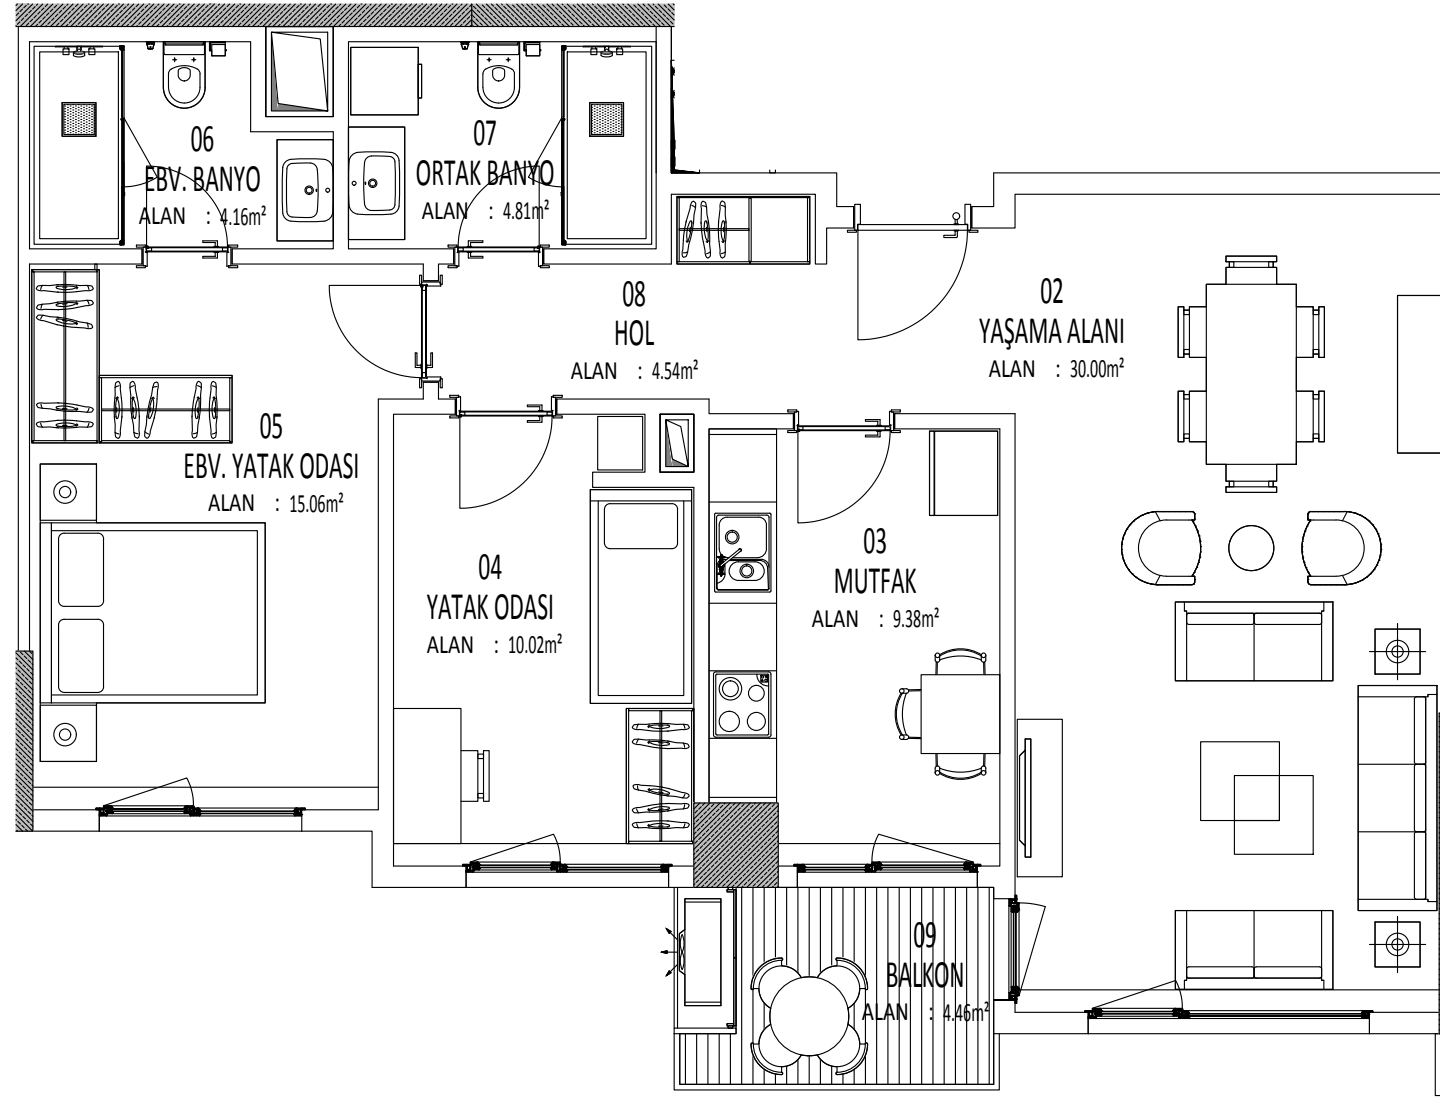 06
EBV. BANYO
ALAN : 4.16m²
07
ORTAK BANYO
ALAN : 4.81m²
08
HOL
ALAN : 4.54m²
02
YAŞAMA ALANI
ALAN : 30.00m²
05
EBV. YATAK ODASI
ALAN : 15.06m²
04
YATAK ODASI
ALAN : 10.02m²
03
MUTFAK
ALAN : 9.38m²
09
BALKON
ALAN : 4.46m²